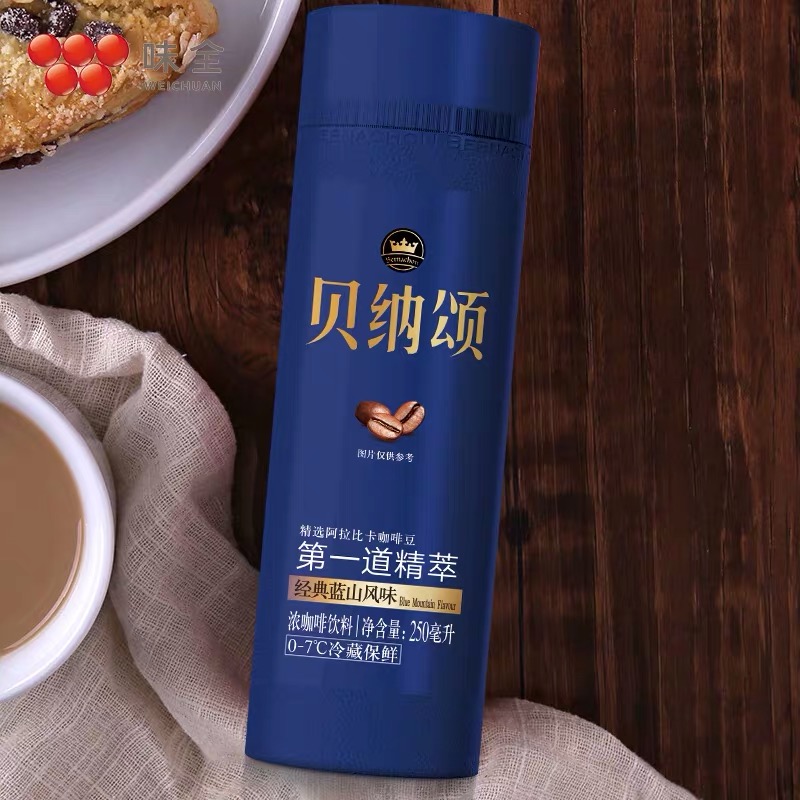 味全
WEICHUAN
Bernachon
贝纳颂
图片仅供参考
精选阿拉比卡咖啡豆
第一道精萃
经典蓝山风味 Blue Mountain Flavour
浓咖啡饮料 净含量：250毫升
0-7℃冷藏保鲜